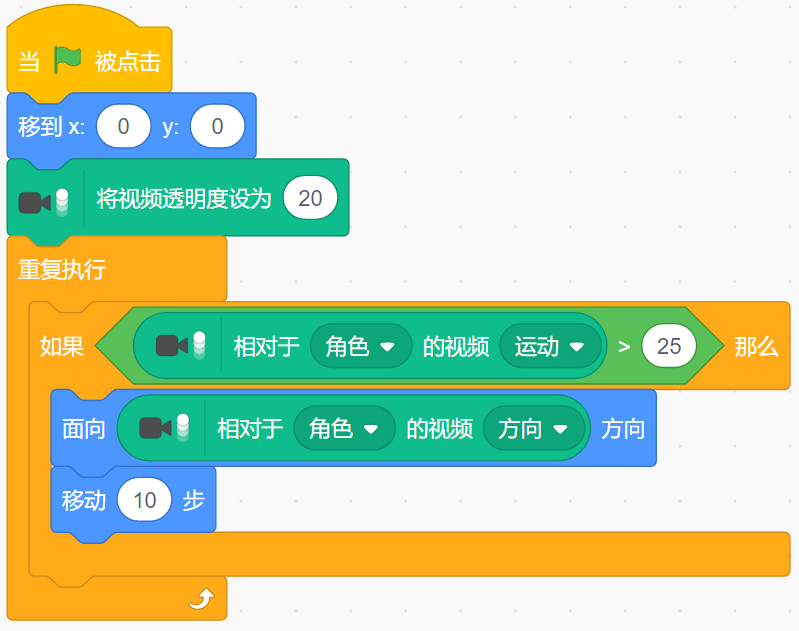 当 被点击
移到 x: 0 y: 0
将视频透明度设为 20
重复执行
如果 相对于 角色 的视频 运动 > 25 那么
面向 相对于 角色 的视频 方向 方向
移动 10 步